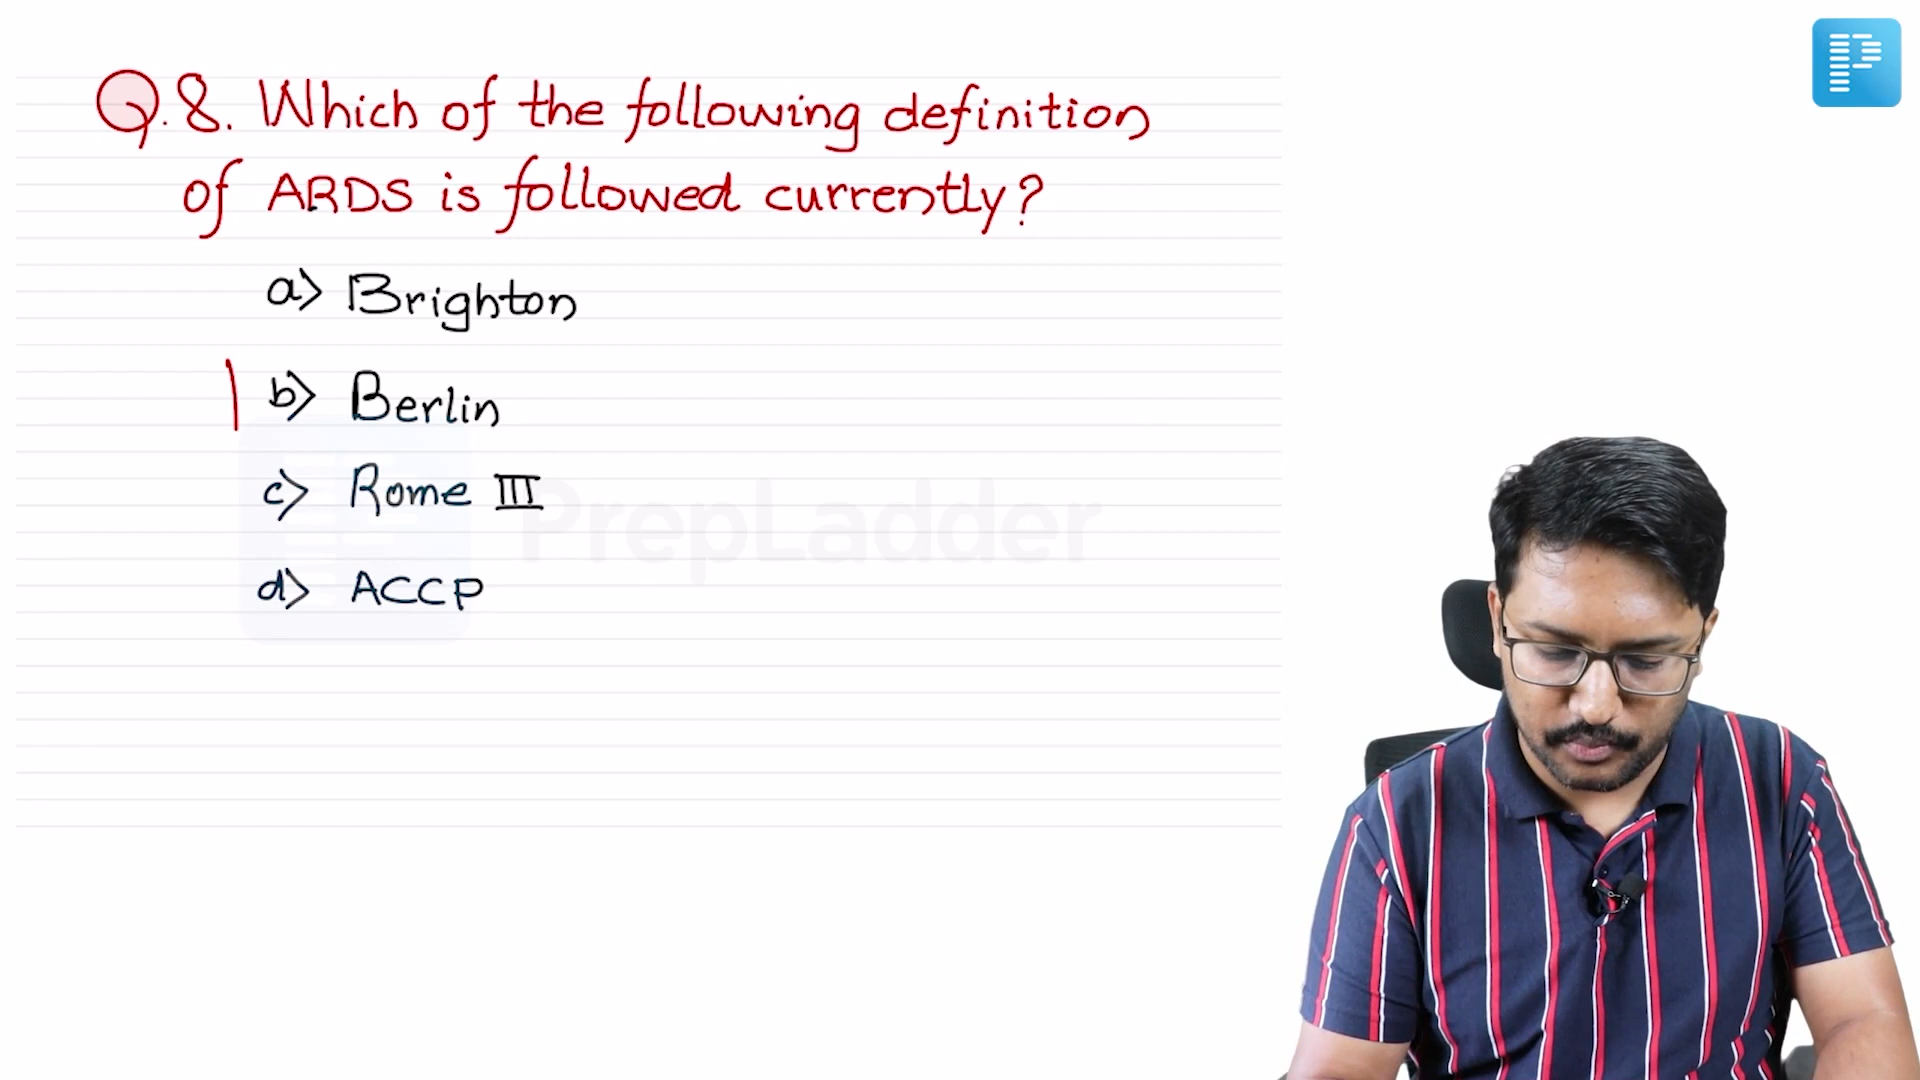 Q.8. Which of the following definition
of ARDS is followed currently?
a) Brighton
b) Berlin
c) Rome III
d) ACCP
PrepLadder